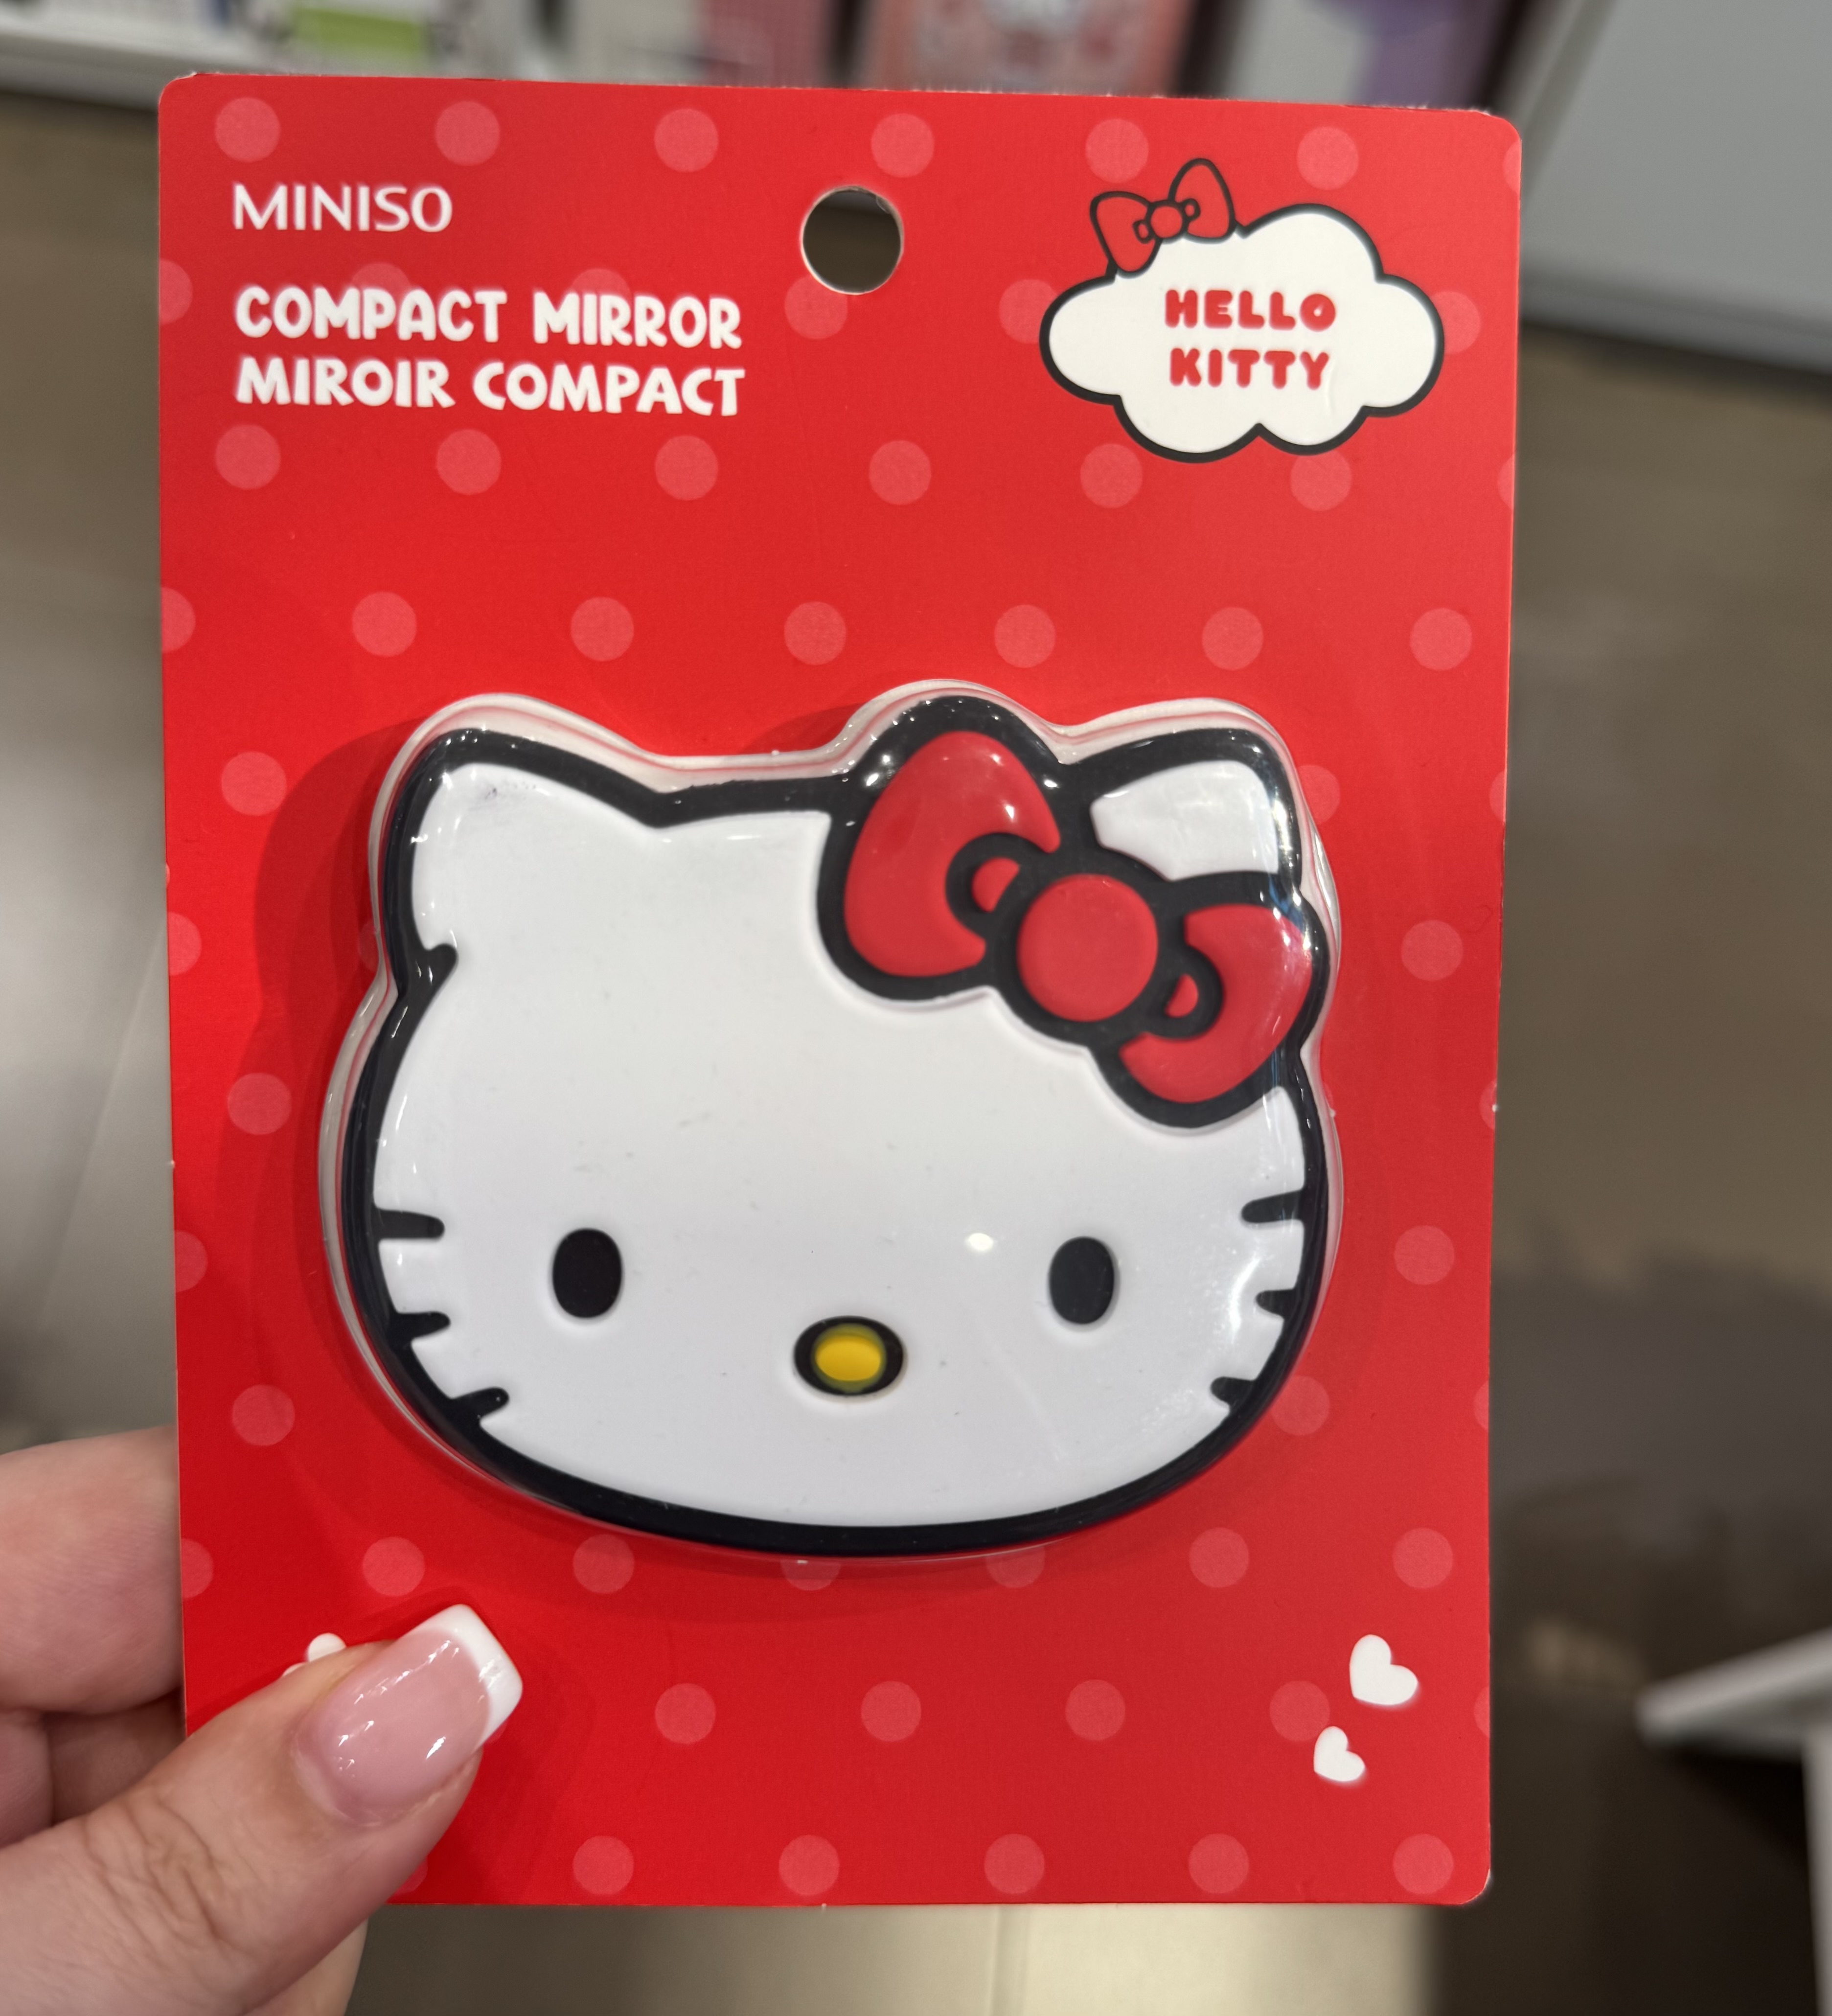 MINISO
COMPACT MIRROR
MIROIR COMPACT
HELLO
KITTY